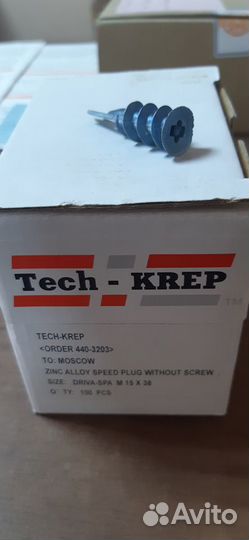 Tech - KREP
TM
TECH-KREP
<ORDER 440-3203>
TO: MOSCOW
ZINC ALLOY SPEED PLUG WITHOUT SCREW .
SIZE: DRIVA-SPA M 15 X 38
Q' TY: 100 PCS
Avito